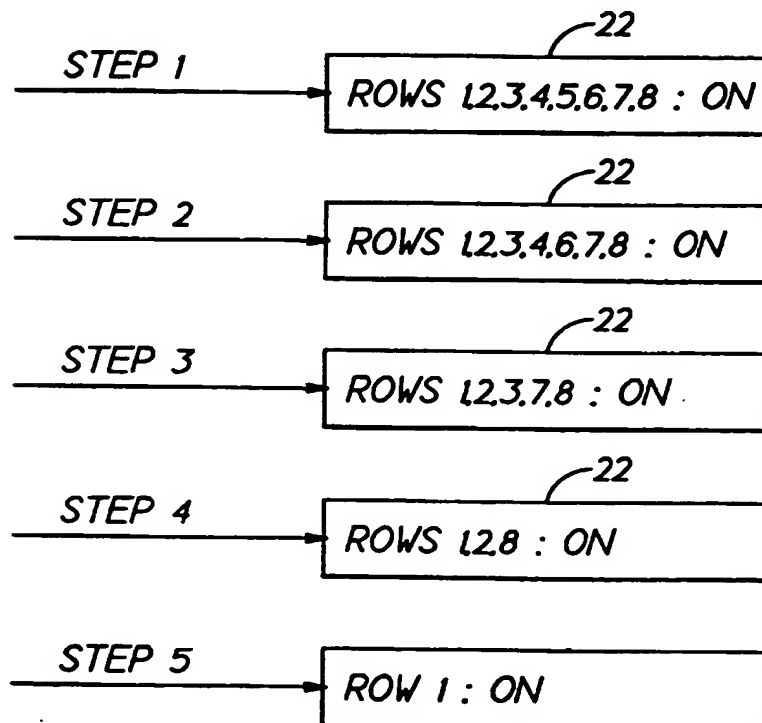 22
STEP 1
ROWS 1,2,3,4,5,6,7,8 : ON
22
STEP 2
ROWS 1,2,3,4,6,7,8 : ON
22
STEP 3
ROWS 1,2,3,7,8 : ON
22
STEP 4
ROWS 1,2,8 : ON
STEP 5
ROW 1 : ON